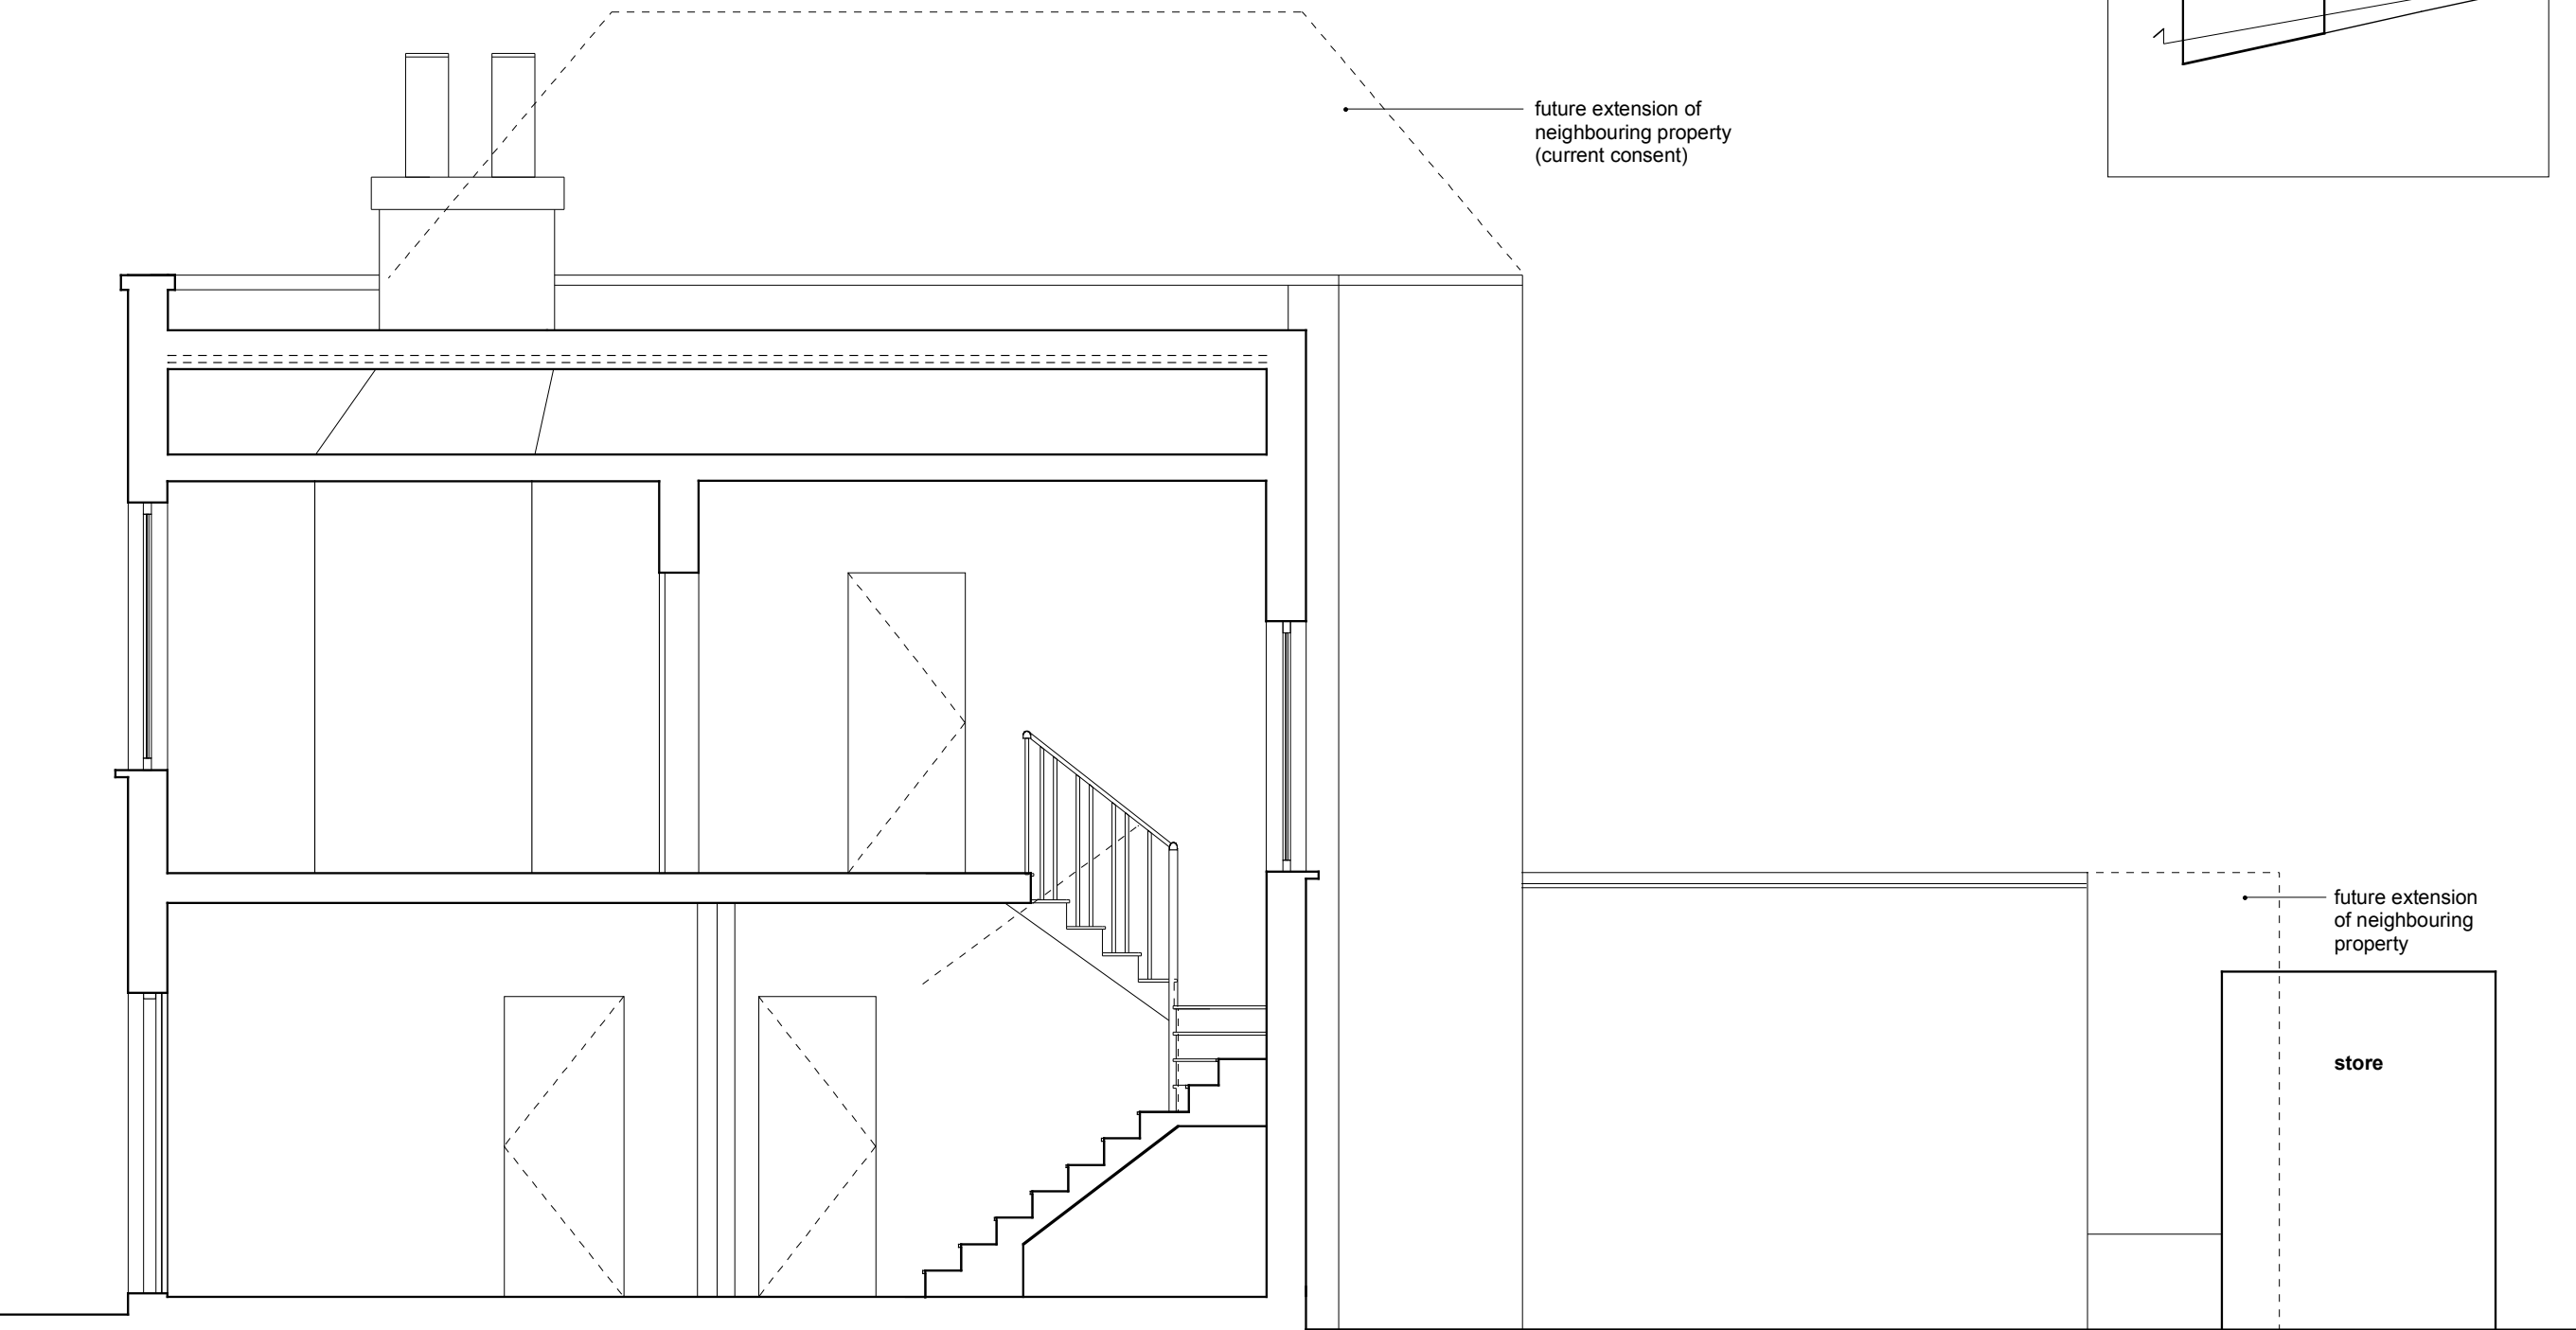 future extension of
neighbouring property
(current consent)
future extension
of neighbouring
property
store